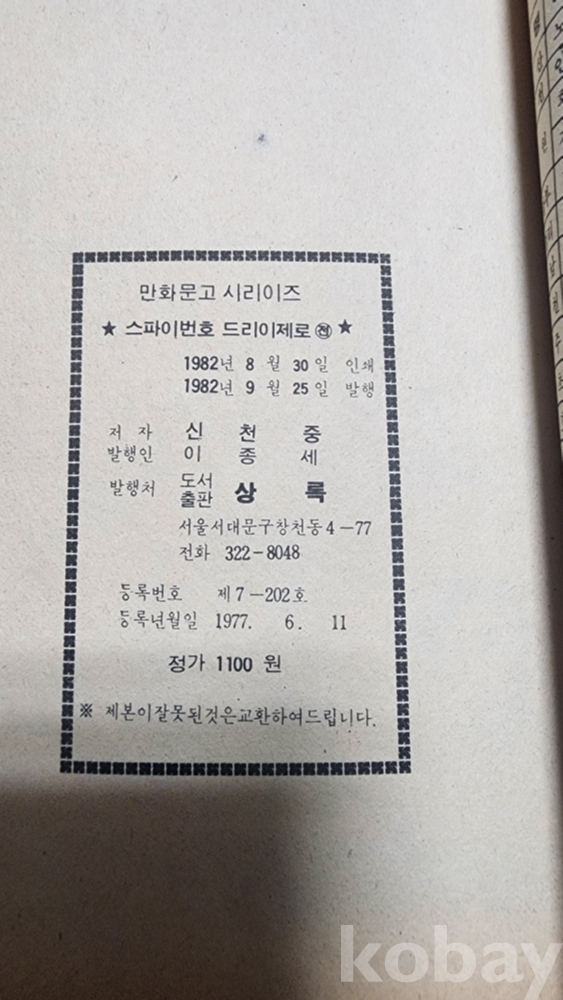 만화문고 시리이즈
★ 스파이번호 드리이제로 ㊝ ★
1982년 8 월 30 일 인쇄
1982년 9 월 25 일 발행
저 자 신 천 중
발행인 이 종 세
발행처 도서출판 상 록
서울서대문구창천동4-77
전화 322-8048
등록번호 제7-202호
등록년월일 1977. 6. 11
정가 1100 원
※ 제본이잘못된것은교환하여드립니다.
kobay